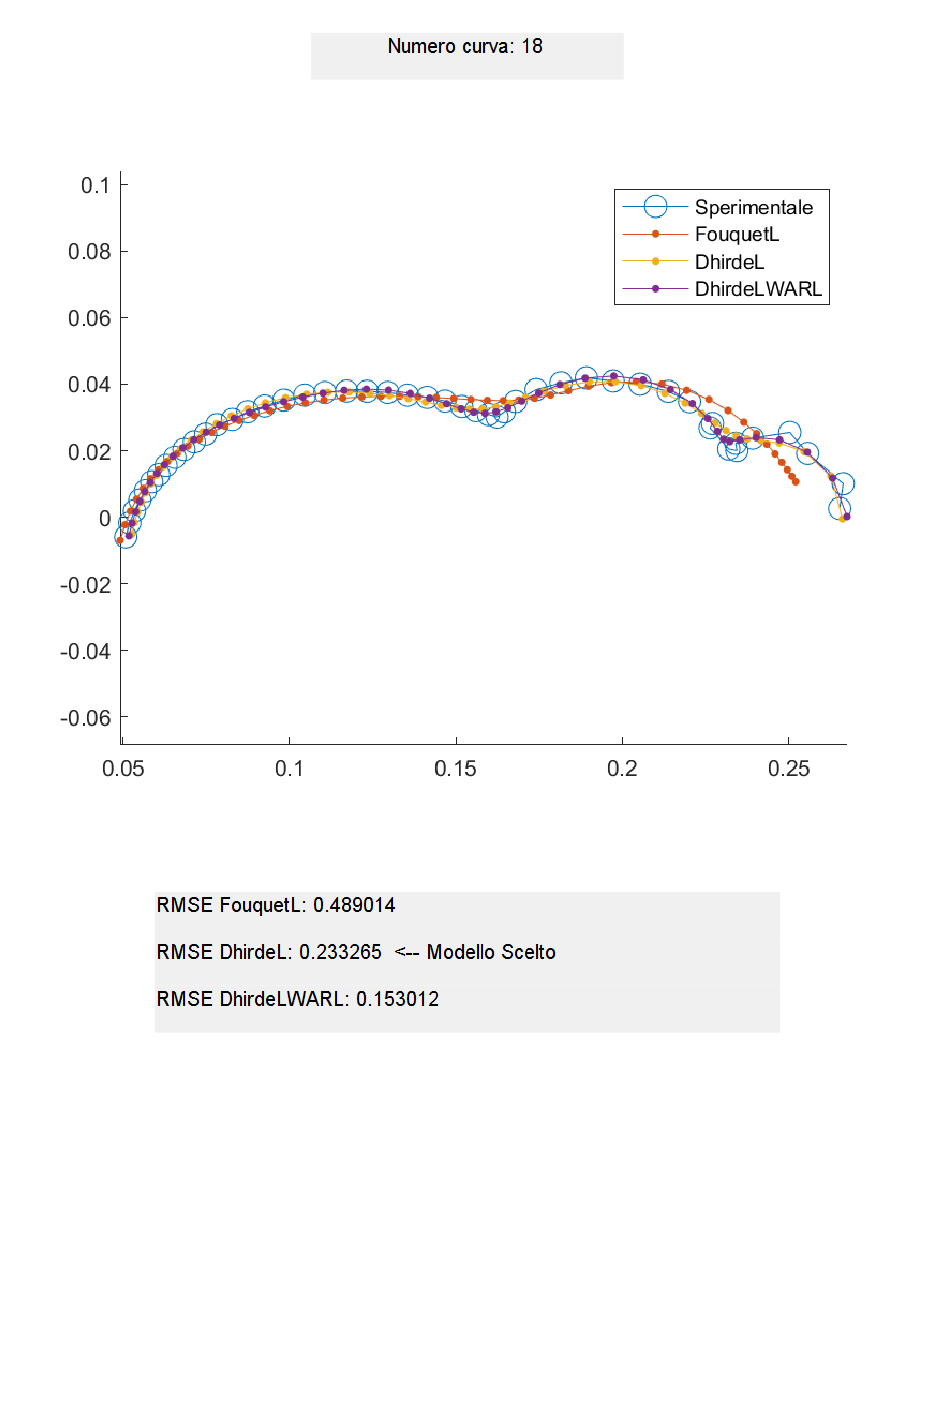 Numero curva: 18
0.1
0.08
0.06
0.04
0.02
0
-0.02
-0.04
-0.06
0.05
0.1
0.15
0.2
0.25
Sperimentale
FouquetL
DhirdeL
DhirdeLWARL
RMSE FouquetL: 0.489014
RMSE DhirdeL: 0.233265  <-- Modello Scelto
RMSE DhirdeLWARL: 0.153012